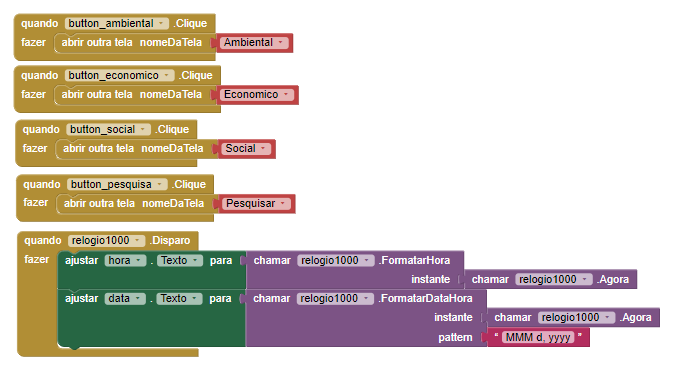 quando button_ambiental .Clique
fazer abrir outra tela nomeDaTela Ambiental
quando button_economico .Clique
fazer abrir outra tela nomeDaTela Economico
quando button_social .Clique
fazer abrir outra tela nomeDaTela Social
quando button_pesquisa .Clique
fazer abrir outra tela nomeDaTela Pesquisar
quando relogio1000 .Disparo
fazer ajustar hora . Texto para chamar relogio1000 .FormatarHora
instante chamar relogio1000 .Agora
ajustar data . Texto para chamar relogio1000 .FormatarDataHora
instante chamar relogio1000 .Agora
pattern “ MMM d, yyyy ”